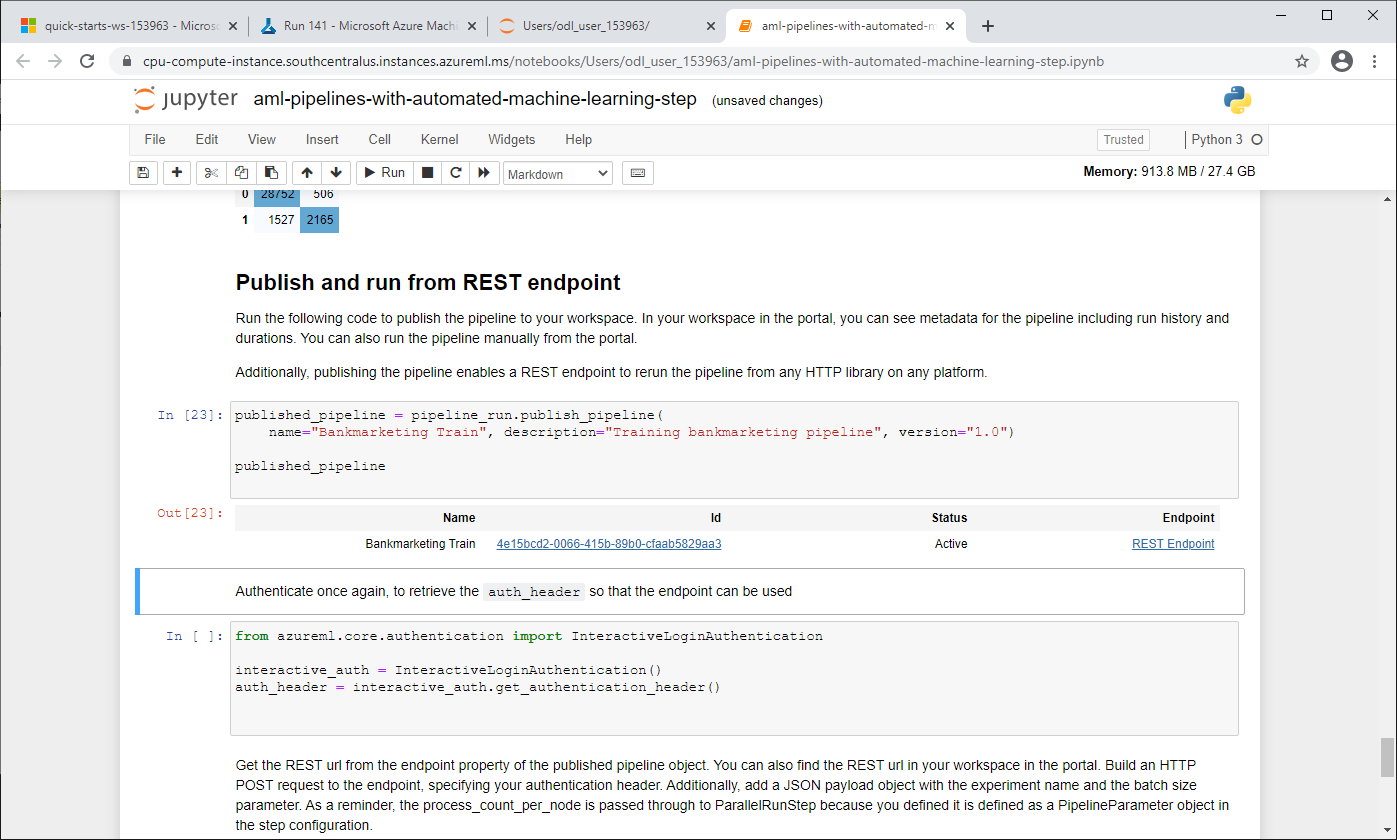 quick-starts-ws-153963 - Micros
Run 141 - Microsoft Azure Machi
Users/odl_user_153963/
aml-pipelines-with-automated-m
cpu-compute-instance.southcentralus.instances.azureml.ms/notebooks/Users/odl_user_153963/aml-pipelines-with-automated-machine-learning-step.ipynb
jupyter aml-pipelines-with-automated-machine-learning-step (unsaved changes)
File Edit View Insert Cell Kernel Widgets Help Trusted Python 3
Run Markdown Memory: 913.8 MB / 27.4 GB
0 28752 506
1 1527 2165
Publish and run from REST endpoint
Run the following code to publish the pipeline to your workspace. In your workspace in the portal, you can see metadata for the pipeline including run history and
durations. You can also run the pipeline manually from the portal.
Additionally, publishing the pipeline enables a REST endpoint to rerun the pipeline from any HTTP library on any platform.
In [23]: published_pipeline = pipeline_run.publish_pipeline(
name="Bankmarketing Train", description="Training bankmarketing pipeline", version="1.0")
published_pipeline
Out[23]: Name Id Status Endpoint
Bankmarketing Train 4e15bcd2-0066-415b-89b0-cfaab5829aa3 Active REST Endpoint
Authenticate once again, to retrieve the auth_header so that the endpoint can be used
In [ ]: from azureml.core.authentication import InteractiveLoginAuthentication
interactive_auth = InteractiveLoginAuthentication()
auth_header = interactive_auth.get_authentication_header()
Get the REST url from the endpoint property of the published pipeline object. You can also find the REST url in your workspace in the portal. Build an HTTP
POST request to the endpoint, specifying your authentication header. Additionally, add a JSON payload object with the experiment name and the batch size
parameter. As a reminder, the process_count_per_node is passed through to ParallelRunStep because you defined it is defined as a PipelineParameter object in
the step configuration.